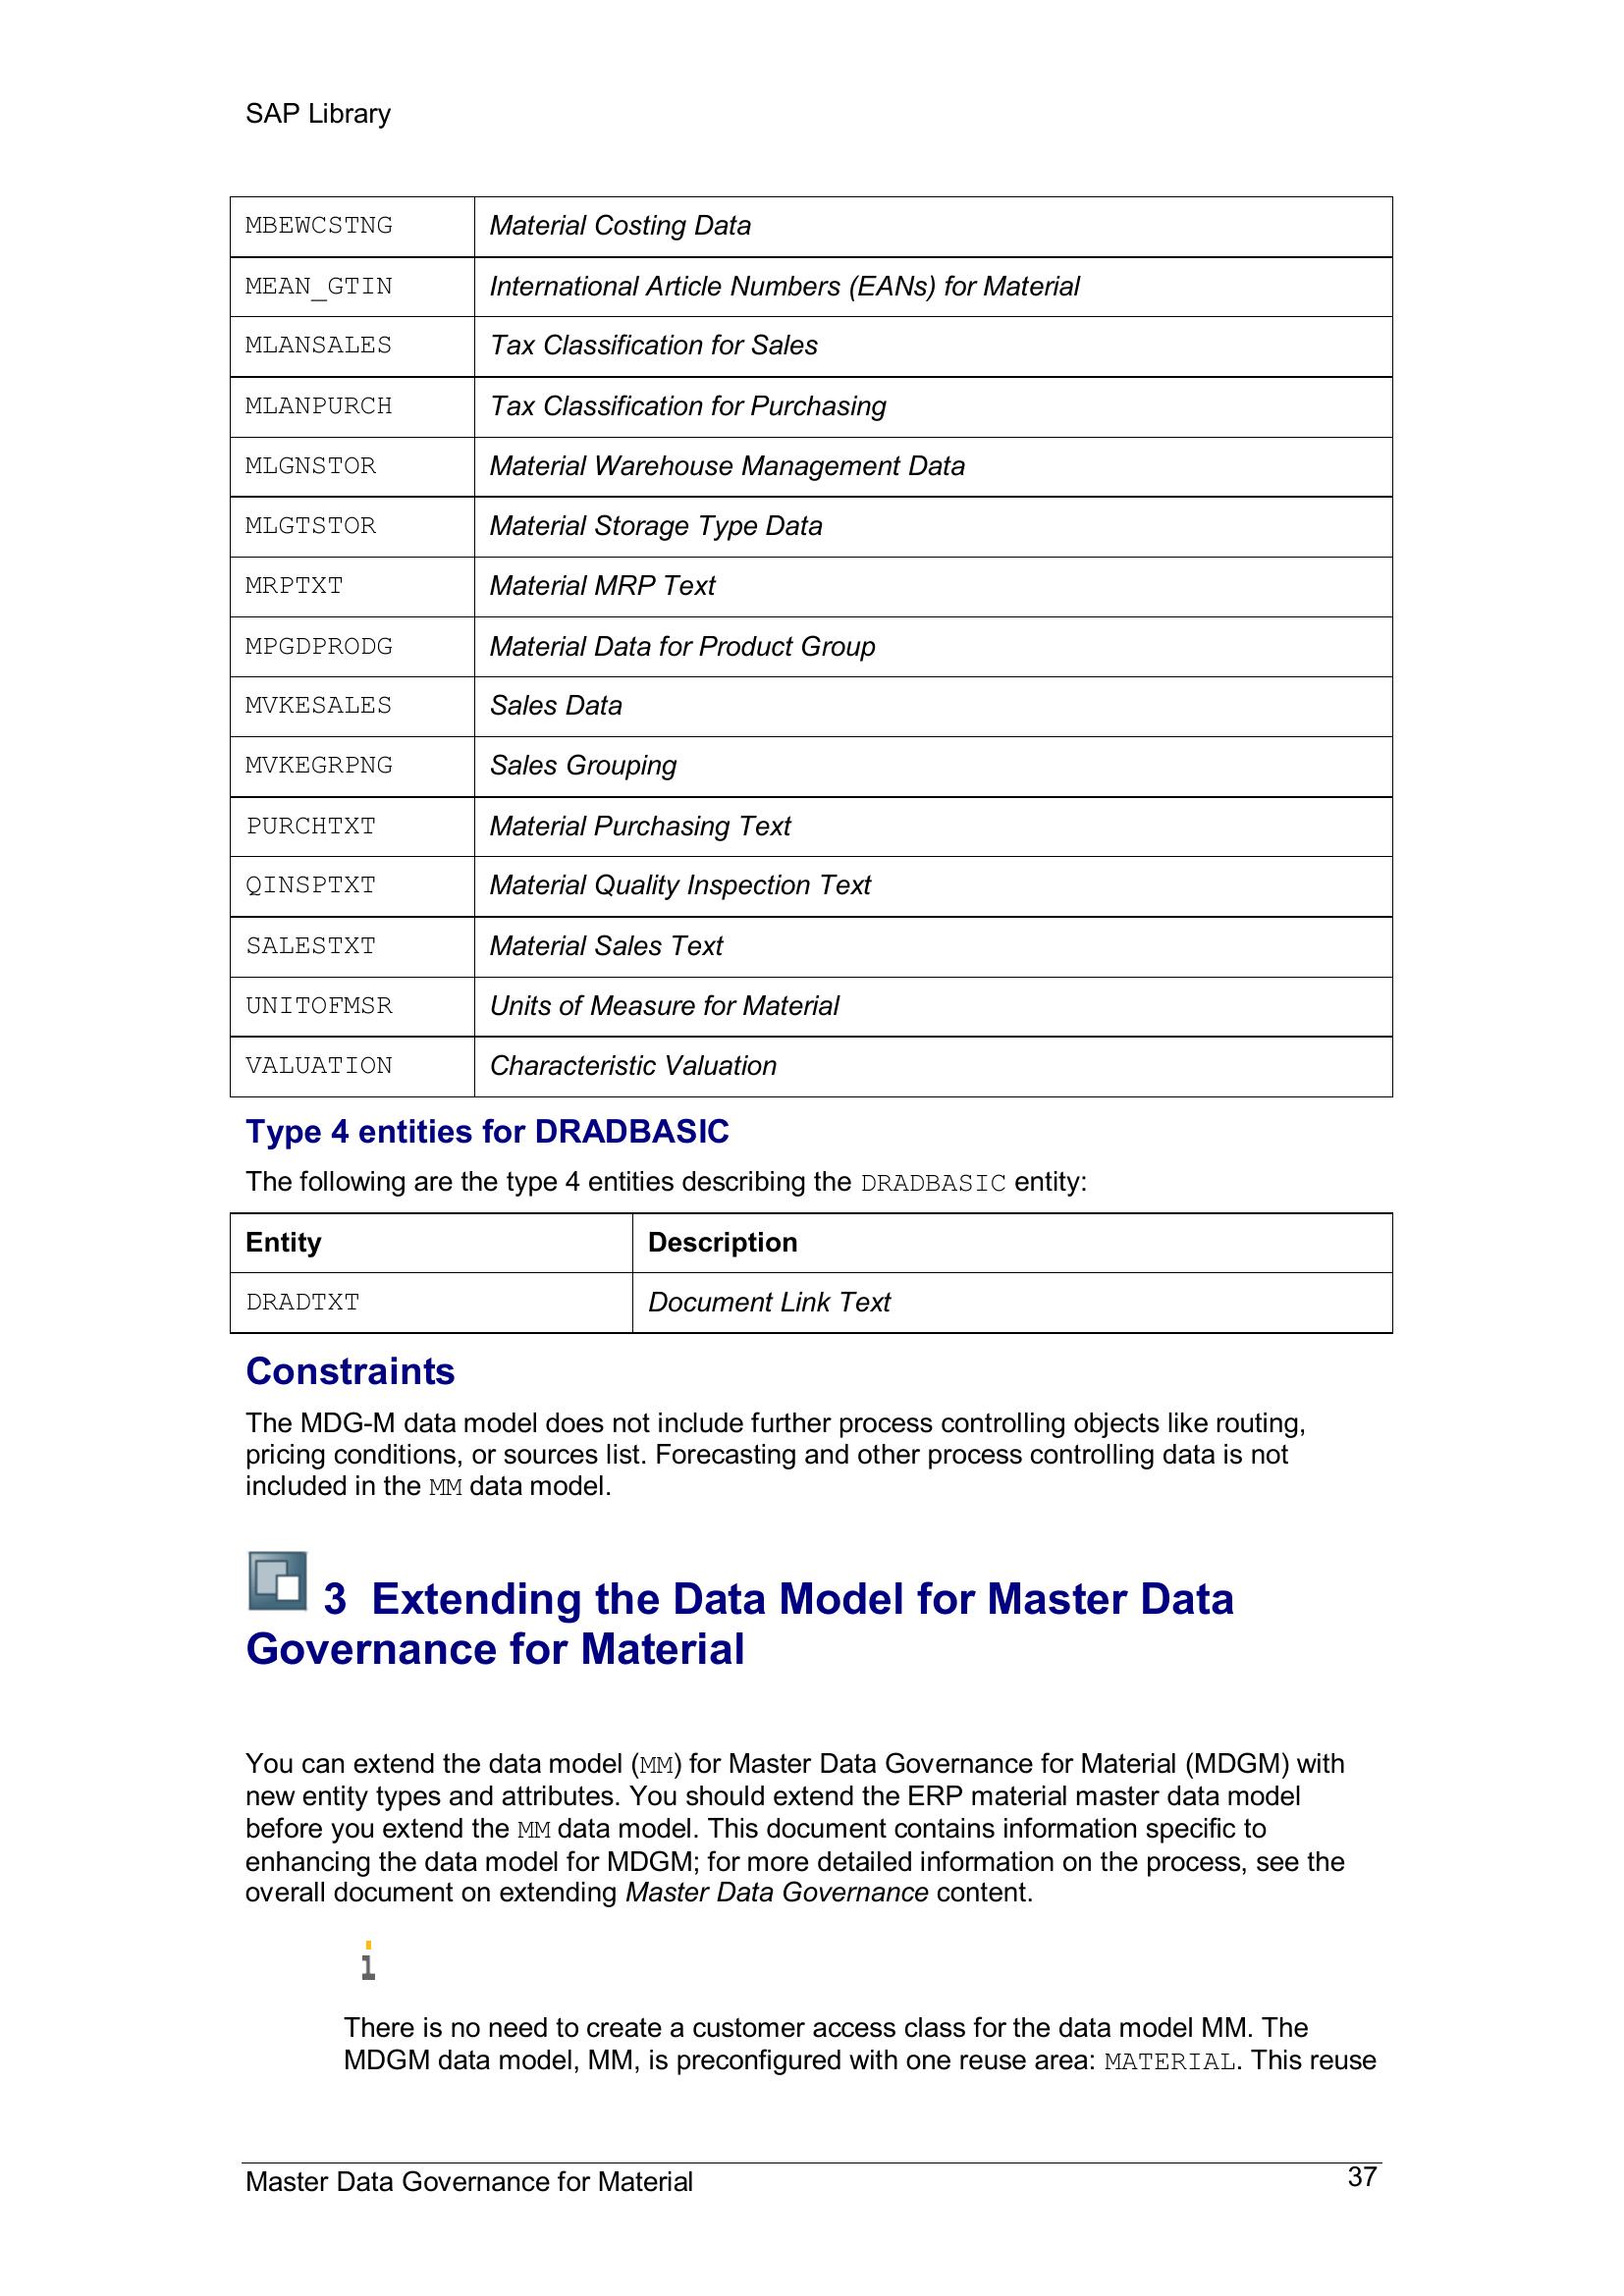 SAP Library
MBEWCSTNG Material Costing Data
MEAN_GTIN International Article Numbers (EANs) for Material
MLANSALES Tax Classification for Sales
MLANPURCH Tax Classification for Purchasing
MLGNSTOR Material Warehouse Management Data
MLGTSTOR Material Storage Type Data
MRPTXT Material MRP Text
MPGDPRODG Material Data for Product Group
MVKESALES Sales Data
MVKEGRPNG Sales Grouping
PURCHTXT Material Purchasing Text
QINSPTXT Material Quality Inspection Text
SALESTXT Material Sales Text
UNITOFMSR Units of Measure for Material
VALUATION Characteristic Valuation
Type 4 entities for DRADBASIC
The following are the type 4 entities describing the DRADBASIC entity:
Entity Description
DRADTXT Document Link Text
Constraints
The MDG-M data model does not include further process controlling objects like routing,
pricing conditions, or sources list. Forecasting and other process controlling data is not
included in the MM data model.
3 Extending the Data Model for Master Data
Governance for Material
You can extend the data model (MM) for Master Data Governance for Material (MDGM) with
new entity types and attributes. You should extend the ERP material master data model
before you extend the MM data model. This document contains information specific to
enhancing the data model for MDGM; for more detailed information on the process, see the
overall document on extending Master Data Governance content.
There is no need to create a customer access class for the data model MM. The
MDGM data model, MM, is preconfigured with one reuse area: MATERIAL. This reuse
Master Data Governance for Material 37